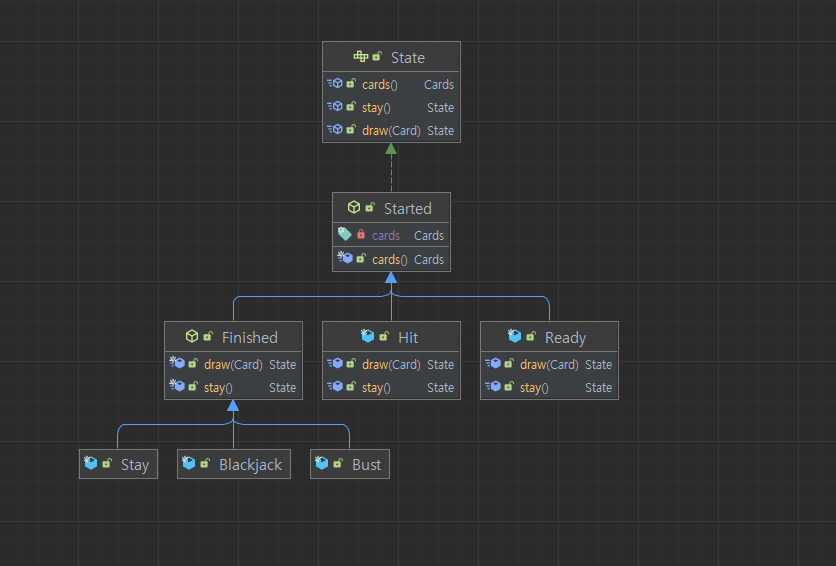 State
cards() Cards
stay() State
draw(Card) State
Started
cards Cards
cards() Cards
Finished
draw(Card) State
stay() State
Hit
draw(Card) State
stay() State
Ready
draw(Card) State
stay() State
Stay
Blackjack
Bust